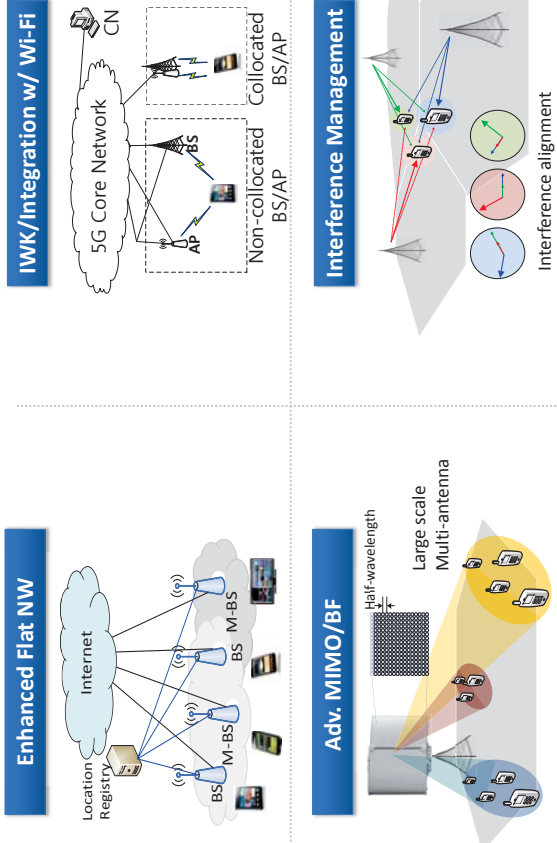 Enhanced Flat NW
Internet
Location
Registry
BS
M-BS
BS
M-BS
IWK/Integration w/ Wi-Fi
CN
5G Core Network
AP
BS
Non-collocated
BS/AP
Collocated
BS/AP
Adv. MIMO/BF
Half-wavelength
Large scale
Multi-antenna
Interference Management
Interference alignment